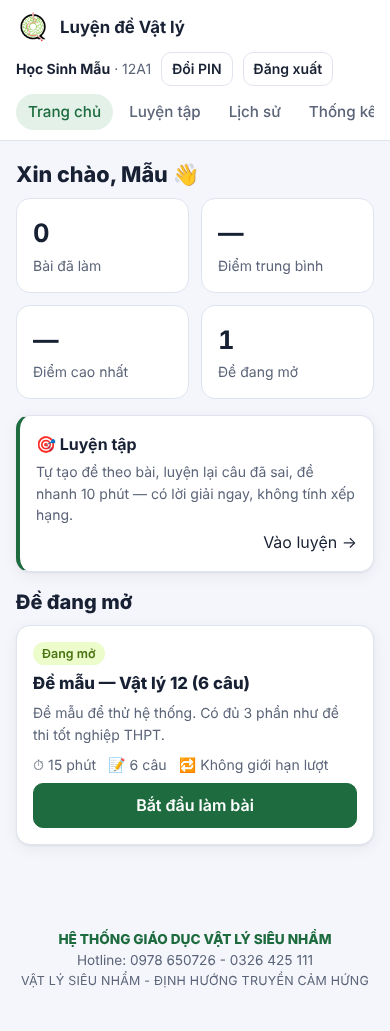 Luyện đề Vật lý
Học Sinh Mẫu · 12A1 Đổi PIN Đăng xuất
Trang chủ Luyện tập Lịch sử Thống kê
Xin chào, Mẫu 👋
0
Bài đã làm
—
Điểm trung bình
—
Điểm cao nhất
1
Đề đang mở
🎯 Luyện tập
Tự tạo đề theo bài, luyện lại câu đã sai, đề
nhanh 10 phút — có lời giải ngay, không tính xếp
hạng.
Vào luyện →
Đề đang mở
Đang mở
Đề mẫu — Vật lý 12 (6 câu)
Đề mẫu để thử hệ thống. Có đủ 3 phần như đề
thi tốt nghiệp THPT.
⏱ 15 phút 📝 6 câu 🔁 Không giới hạn lượt
Bắt đầu làm bài
HỆ THỐNG GIÁO DỤC VẬT LÝ SIÊU NHẨM
Hotline: 0978 650726 - 0326 425 111
VẬT LÝ SIÊU NHẨM - ĐỊNH HƯỚNG TRUYỀN CẢM HỨNG